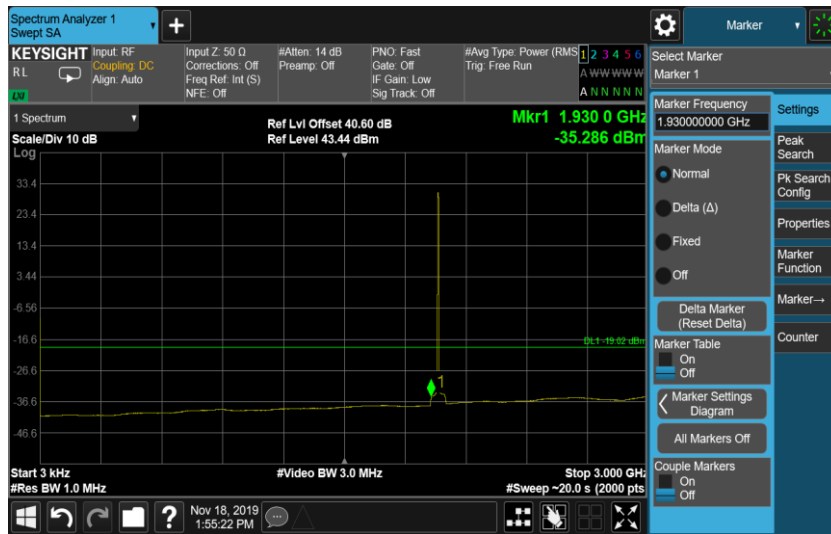 Spectrum Analyzer 1
Swept SA
+
Marker
KEYSIGHT
R L
LXI
Input: RF
Coupling: DC
Align: Auto
Input Z: 50 Ω
Corrections: Off
Freq Ref: Int (S)
NFE: Off
#Atten: 14 dB
Preamp: Off
PNO: Fast
Gate: Off
IF Gain: Low
Sig Track: Off
#Avg Type: Power (RMS
Trig: Free Run
1 2 3 4 5 6
A W W W W W
A N N N N N
Select Marker
Marker 1
1 Spectrum
Scale/Div 10 dB
Log
Ref Lvl Offset 40.60 dB
Ref Level 43.44 dBm
Mkr1 1.930 0 GHz
-35.286 dBm
33.4
23.4
13.4
3.44
-6.56
-16.6
-26.6
-36.6
-46.6
DL1 -19.02 dBm
1
Start 3 kHz
#Res BW 1.0 MHz
#Video BW 3.0 MHz
Stop 3.000 GHz
#Sweep ~20.0 s (2000 pts
Marker Frequency
1.930000000 GHz
Marker Mode
Normal
Delta (Δ)
Fixed
Off
Delta Marker
(Reset Delta)
Marker Table
On
Off
Marker Settings
Diagram
All Markers Off
Couple Markers
On
Off
Settings
Peak
Search
Pk Search
Config
Properties
Marker
Function
Marker→
Counter
?
Nov 18, 2019
1:55:22 PM